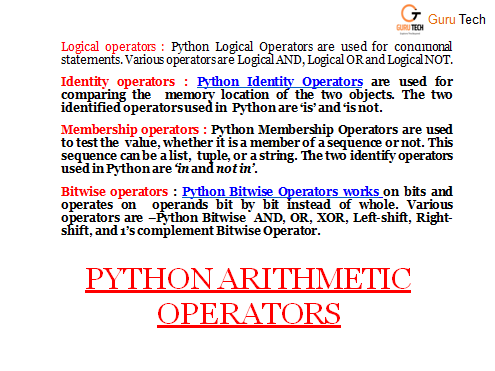 GURU TECH
Guru Tech
Logical operators : Python Logical Operators are used for conditional
statements. Various operators are Logical AND, Logical OR and Logical NOT.
Identity operators : Python Identity Operators are used for
comparing the memory location of the two objects. The two
identified operators used in Python are ‘is’ and ‘is not.
Membership operators : Python Membership Operators are used
to test the value, whether it is a member of a sequence or not. This
sequence can be a list, tuple, or a string. The two identify operators
used in Python are ‘in and not in’.
Bitwise operators : Python Bitwise Operators works on bits and
operates on operands bit by bit instead of whole. Various
operators are –Python Bitwise AND, OR, XOR, Left-shift, Right-
shift, and 1’s complement Bitwise Operator.
PYTHON ARITHMETIC
OPERATORS